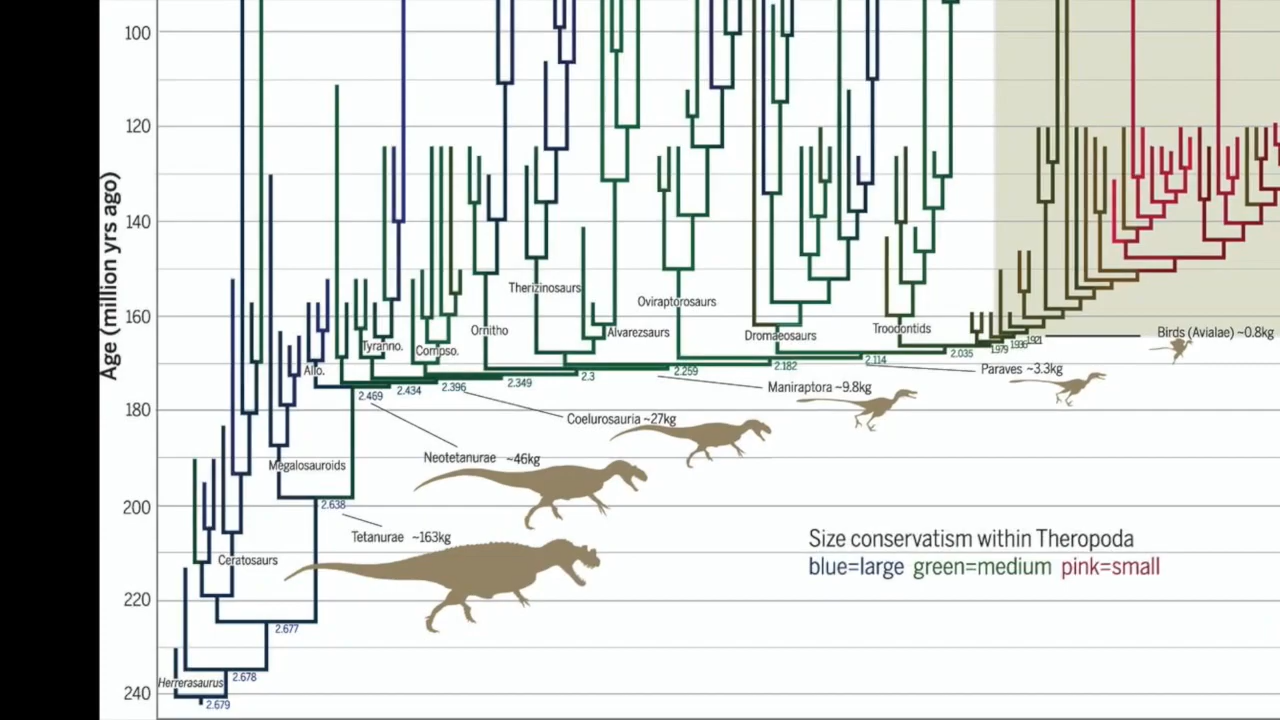 100
120
140
160
180
200
220
240
Age (million yrs ago)
Therizinosaurs
Oviraptorosaurs
Ornitho
Alvarezsaurs
Dromaeosaurs
Troodontids
Birds (Avialae) ~0.8kg
Tyranno.
Compso.
Allo.
1.979
1.921
2.035
2.114
2.182
2.259
2.3
2.349
2.396
2.434
2.469
Paraves ~3.3kg
Maniraptora ~9.8kg
Coelurosauria ~27kg
Neotetanurae ~46kg
Megalosauroids
2.638
Tetanurae ~163kg
Ceratosaurs
Size conservatism within Theropoda
blue=large green=medium pink=small
2.677
2.678
Herrerasaurus
2.679